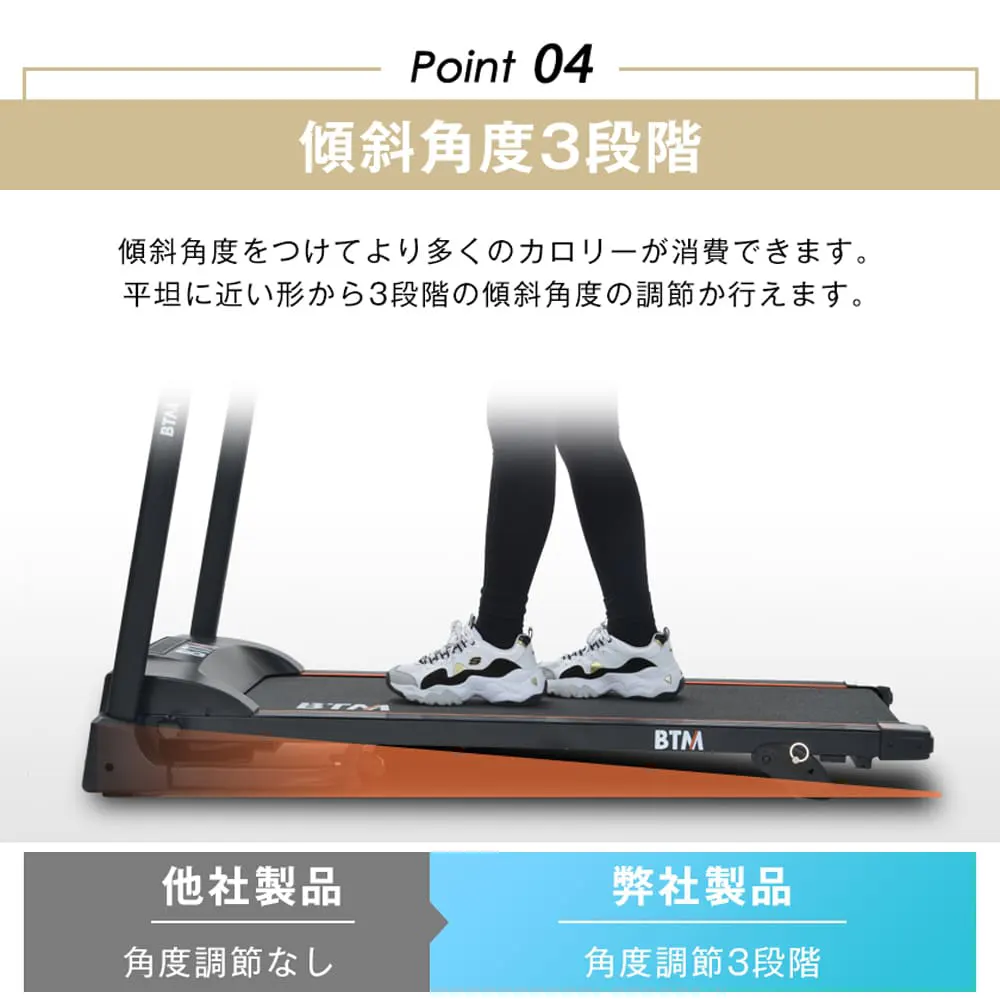 Point 04
傾斜角度3段階
傾斜角度をつけてより多くのカロリーが消費できます。
平坦に近い形から3段階の傾斜角度の調節か行えます。
BTM
BTM
BTM
他社製品
弊社製品
角度調節なし
角度調節3段階